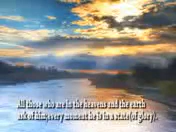 All those who are in the heavens and the earth
ask of him;every moment he is in a state(of glory).